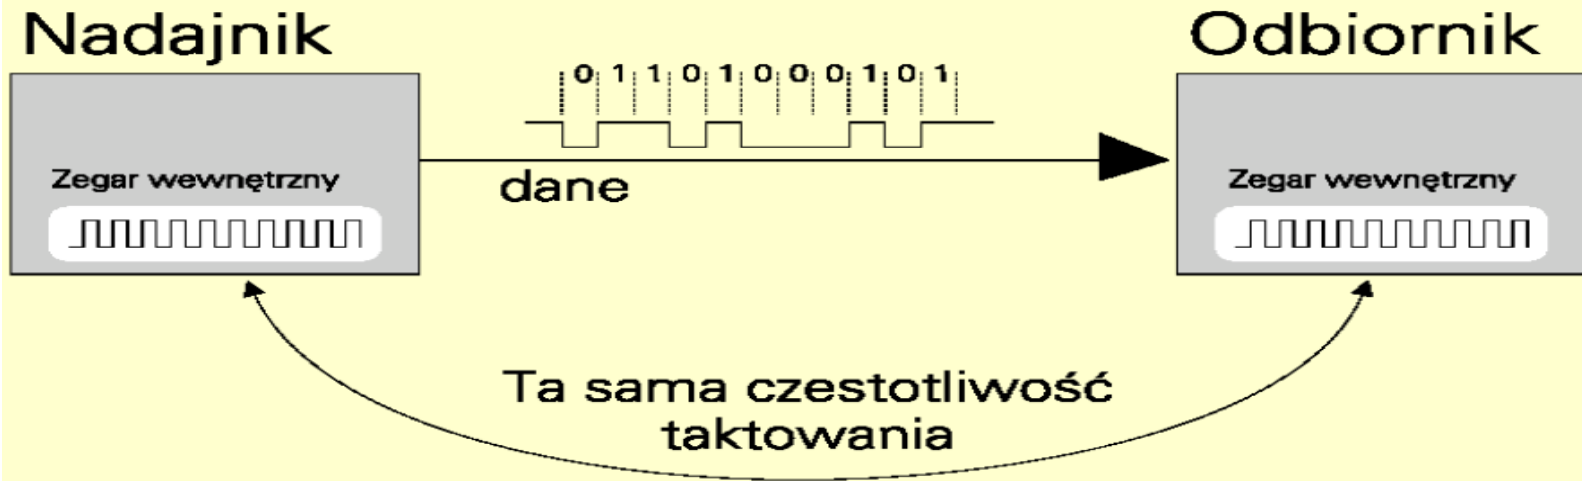 Nadajnik
Odbiornik
0 1 1 0 1 0 0 0 1 0 1
Zegar wewnętrzny
dane
Zegar wewnętrzny
Ta sama czestotliwość
taktowania